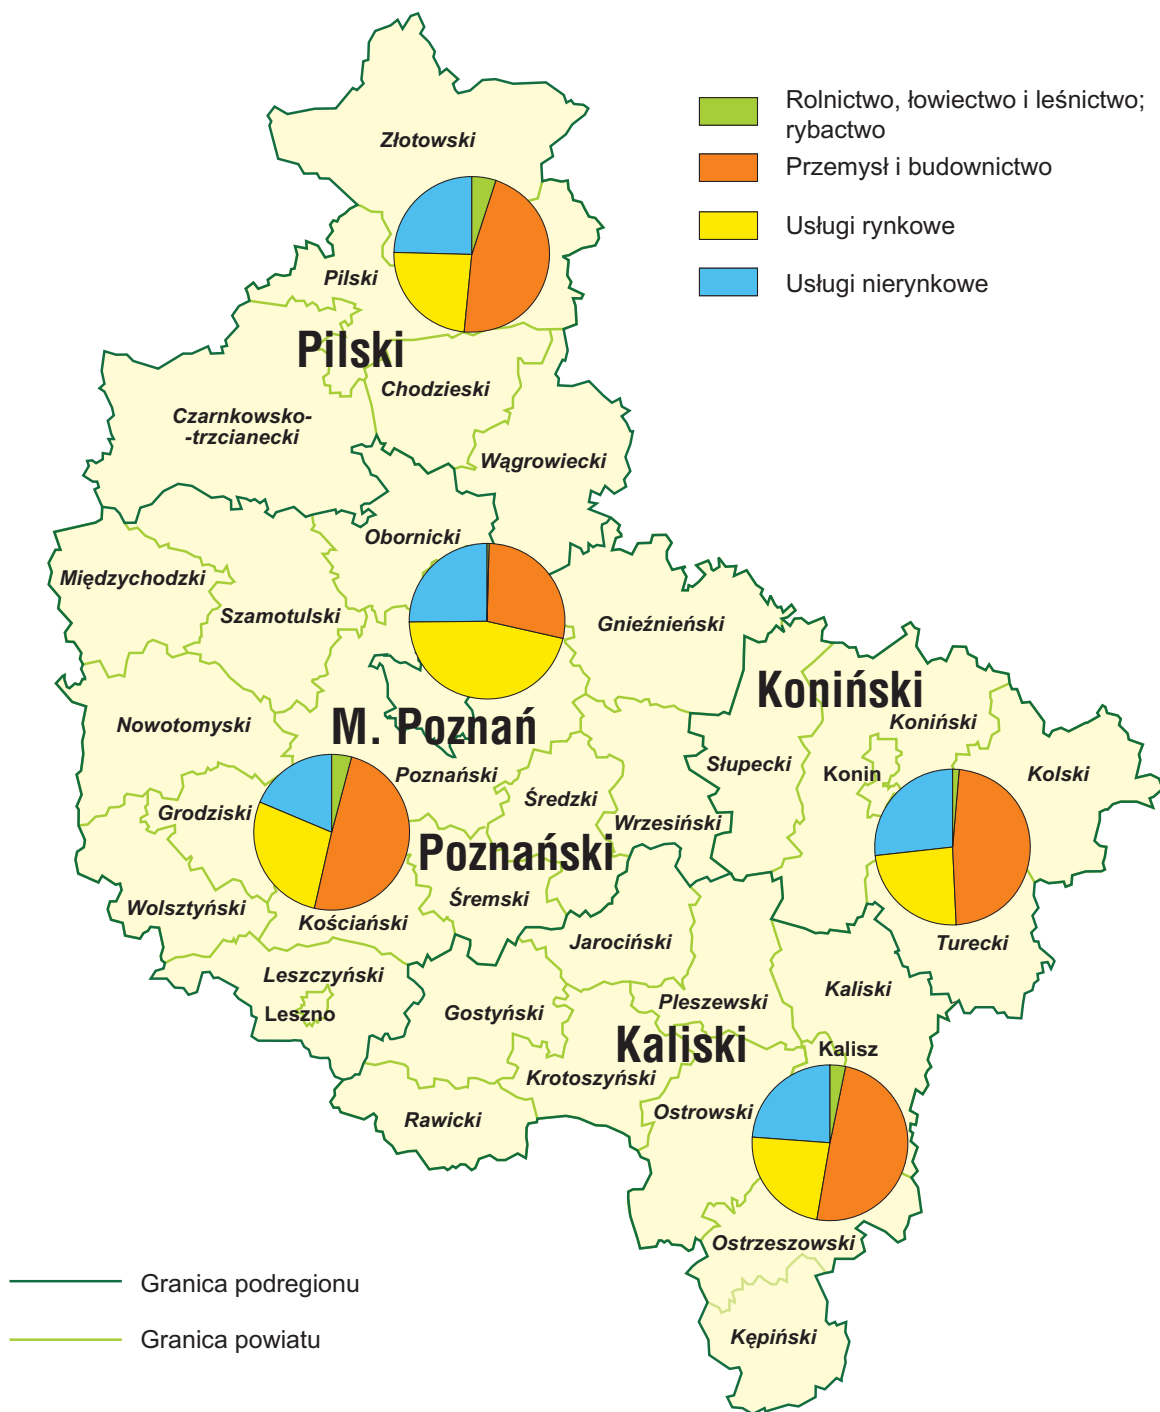 Rolnictwo, łowiectwo i leśnictwo;
rybactwo
Przemysł i budownictwo
Usługi rynkowe
Usługi nierynkowe
Złotowski
Pilski
Pilski
Chodzieski
Czarnkowsko-
-trzcianecki
Wągrowiecki
Obornicki
Międzychodzki
Szamotulski
Gnieźnieński
Koniński
Nowotomyski
M. Poznań
Koniński
Poznański
Słupecki
Konin
Kolski
Grodziski
Średzki
Wrzesiński
Poznański
Wolsztyński
Kościański
Śremski
Jarociński
Turecki
Leszczyński
Leszno
Gostyński
Pleszewski
Kaliski
Kaliski
Kalisz
Krotoszyński
Ostrowski
Rawicki
Ostrzeszowski
Kępiński
Granica podregionu
Granica powiatu